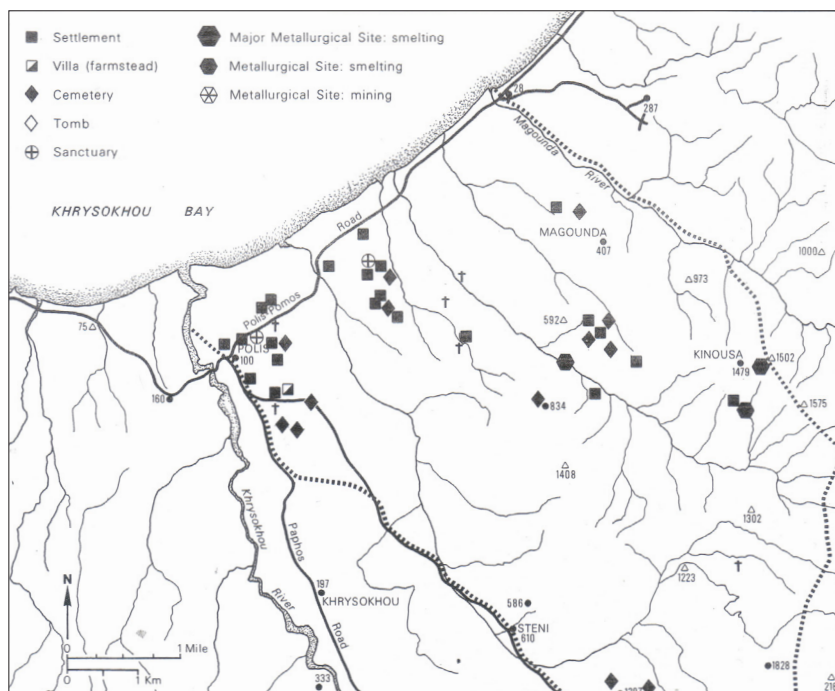 Settlement
Villa (farmstead)
Cemetery
Tomb
Sanctuary
Major Metallurgical Site: smelting
Metallurgical Site: smelting
Metallurgical Site: mining
28
287
Magounda
River
KHRYSOKHOU BAY
Road
MAGOUNDA
407
973
1000
Polis-Pomos
75
592
POLIS
100
KINOUSA
1479
1502
160
834
1575
1408
1302
Khrysokhou
River
Paphos
Road
1223
197
KHRYSOKHOU
586
STENI
610
N
0 1 Mile
0 1 Km
333
1828